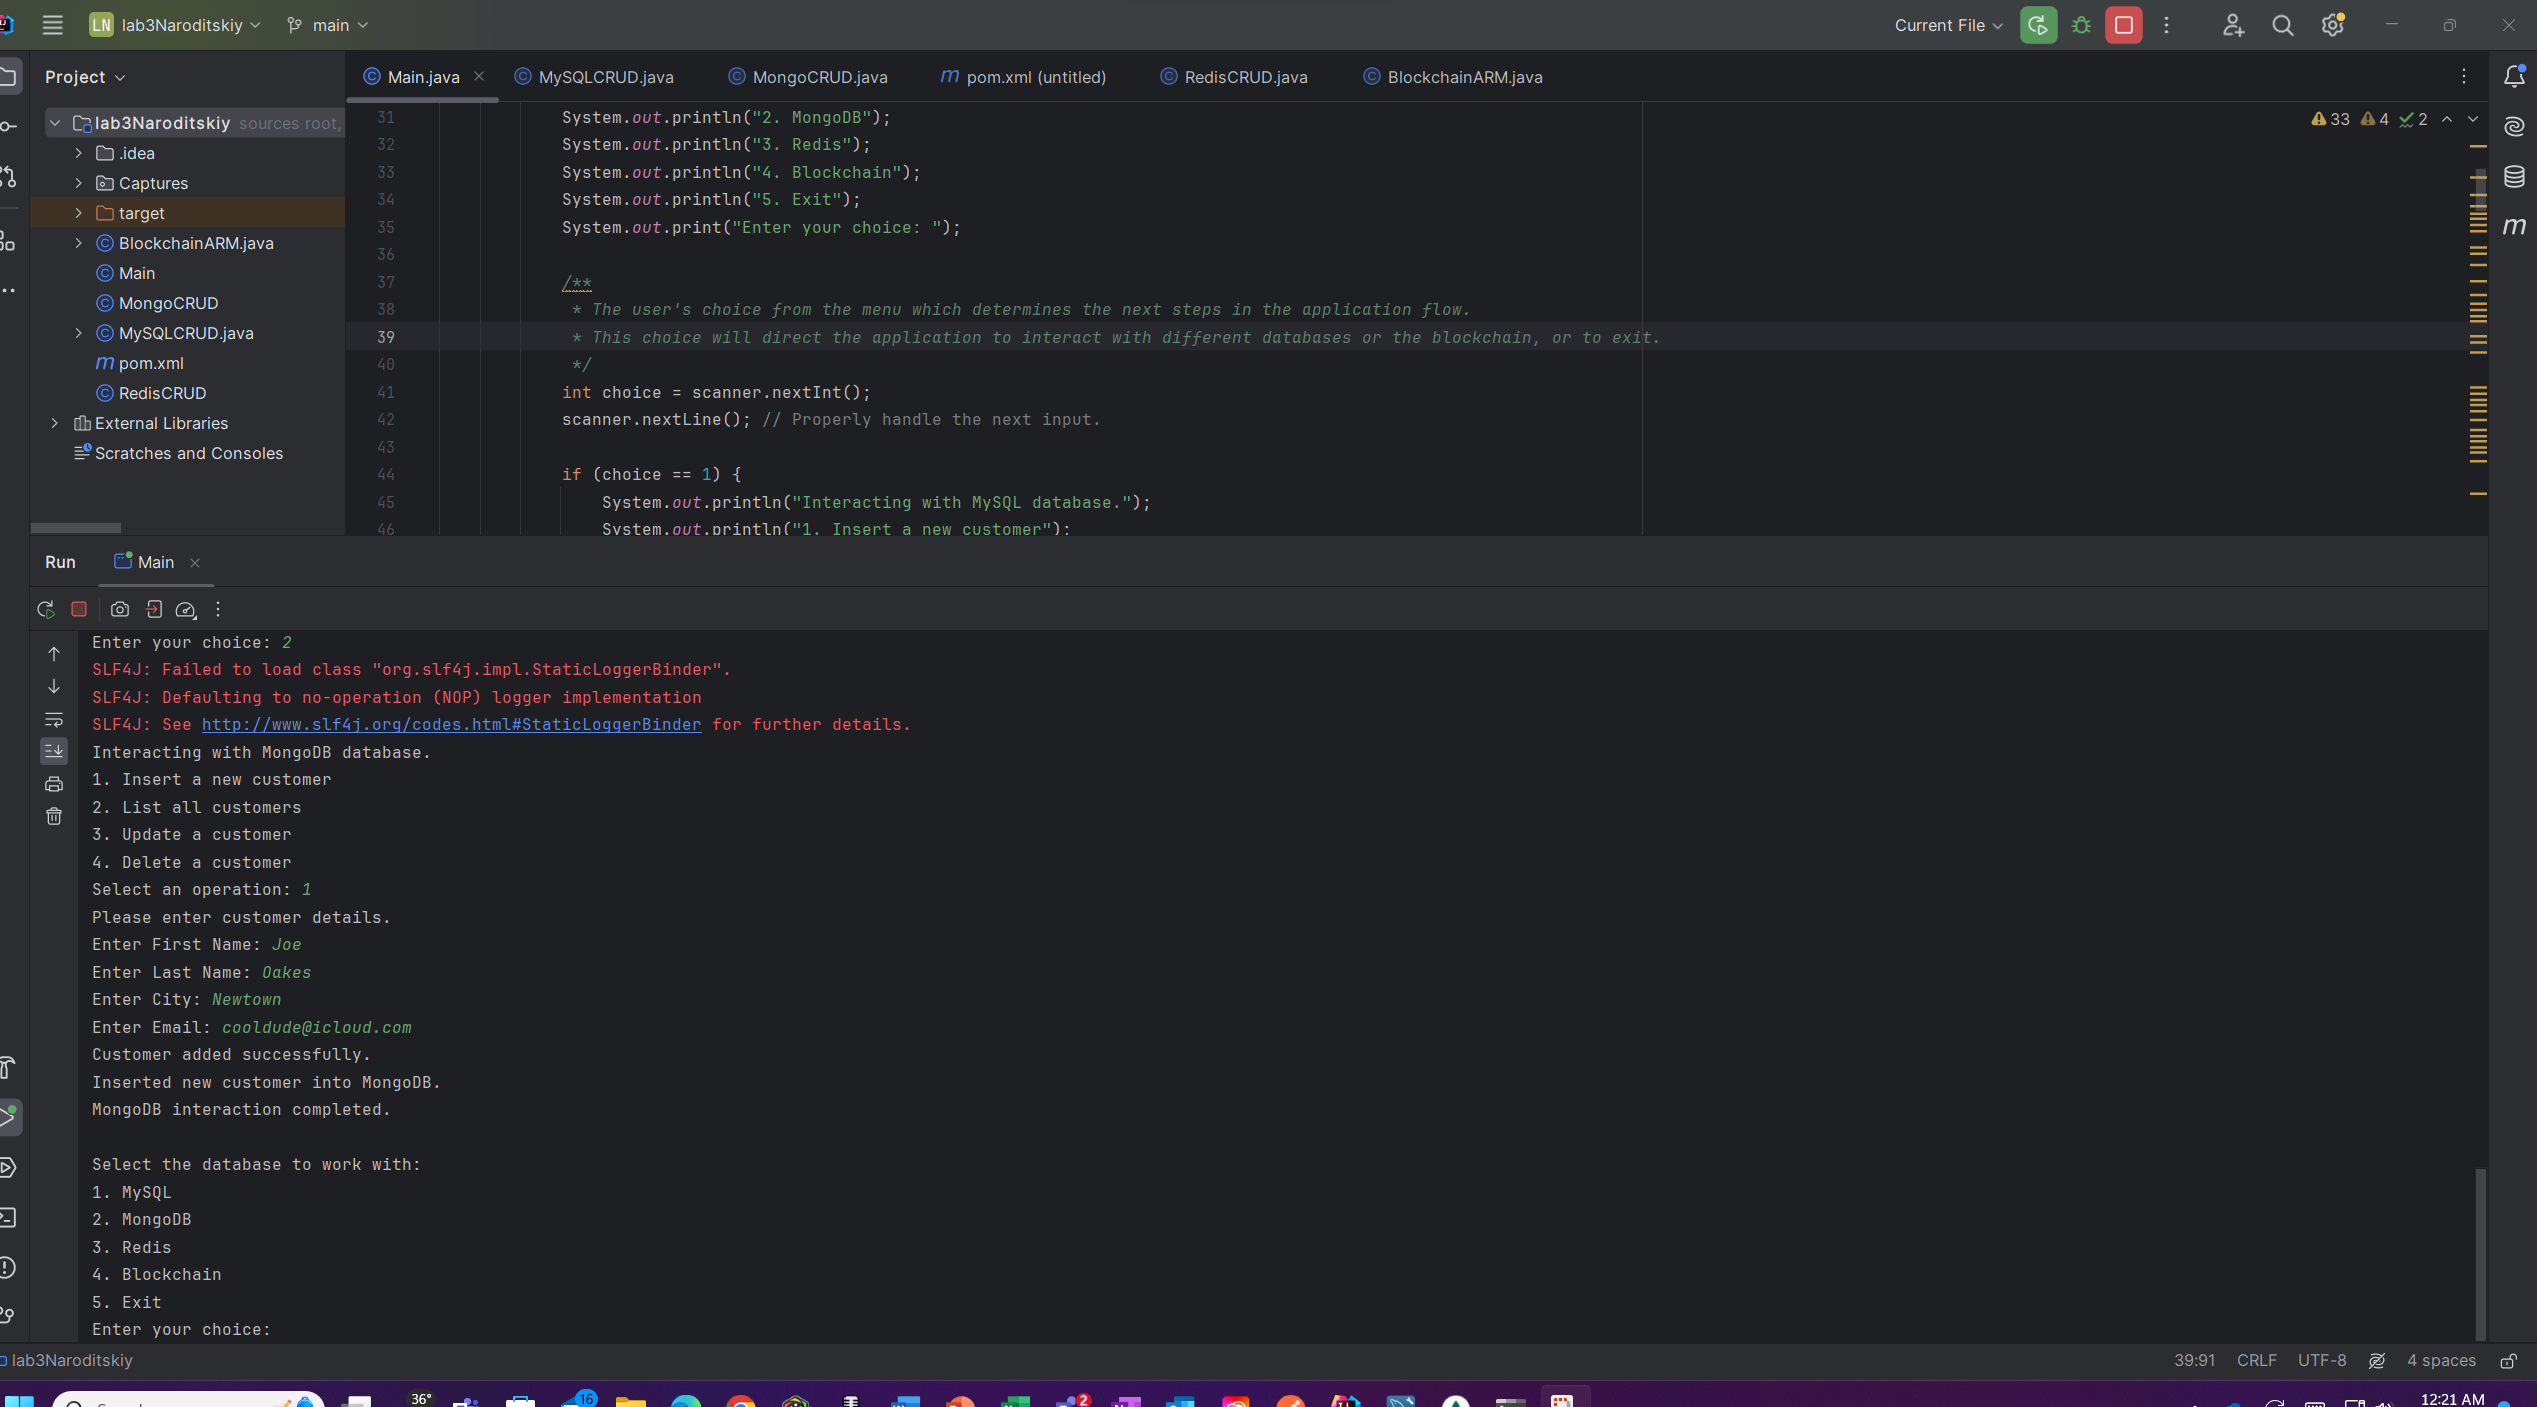 LN lab3Naroditskiy main Current File
Project
Main.java MySQLCRUD.java MongoCRUD.java m pom.xml (untitled) RedisCRUD.java BlockchainARM.java
lab3Naroditskiy sources root,
.idea
Captures
target
BlockchainARM.java
Main
MongoCRUD
MySQLCRUD.java
m pom.xml
RedisCRUD
External Libraries
Scratches and Consoles
33 4 2
31 System.out.println("2. MongoDB");
32 System.out.println("3. Redis");
33 System.out.println("4. Blockchain");
34 System.out.println("5. Exit");
35 System.out.print("Enter your choice: ");
36
37 /**
38 * The user's choice from the menu which determines the next steps in the application flow.
39 * This choice will direct the application to interact with different databases or the blockchain, or to exit.
40 */
41 int choice = scanner.nextInt();
42 scanner.nextLine(); // Properly handle the next input.
43
44 if (choice == 1) {
45 System.out.println("Interacting with MySQL database.");
46 System.out.println("1. Insert a new customer");
m
Run Main
Enter your choice: 2
SLF4J: Failed to load class "org.slf4j.impl.StaticLoggerBinder".
SLF4J: Defaulting to no-operation (NOP) logger implementation
SLF4J: See http://www.slf4j.org/codes.html#StaticLoggerBinder for further details.
Interacting with MongoDB database.
1. Insert a new customer
2. List all customers
3. Update a customer
4. Delete a customer
Select an operation: 1
Please enter customer details.
Enter First Name: Joe
Enter Last Name: Oakes
Enter City: Newtown
Enter Email: cooldude@icloud.com
Customer added successfully.
Inserted new customer into MongoDB.
MongoDB interaction completed.
Select the database to work with:
1. MySQL
2. MongoDB
3. Redis
4. Blockchain
5. Exit
Enter your choice:
lab3Naroditskiy 39:91 CRLF UTF-8 4 spaces
36° 16 2 12:21 AM